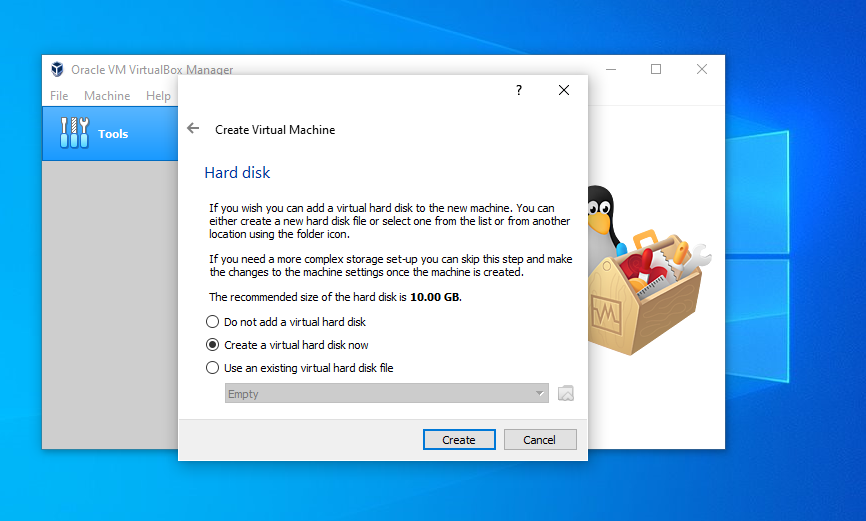 Oracle VM VirtualBox Manager
File Machine Help
?
Tools
Create Virtual Machine
Hard disk
If you wish you can add a virtual hard disk to the new machine. You can
either create a new hard disk file or select one from the list or from another
location using the folder icon.
If you need a more complex storage set-up you can skip this step and make
the changes to the machine settings once the machine is created.
The recommended size of the hard disk is 10.00 GB.
Do not add a virtual hard disk
Create a virtual hard disk now
Use an existing virtual hard disk file
Empty
Create Cancel